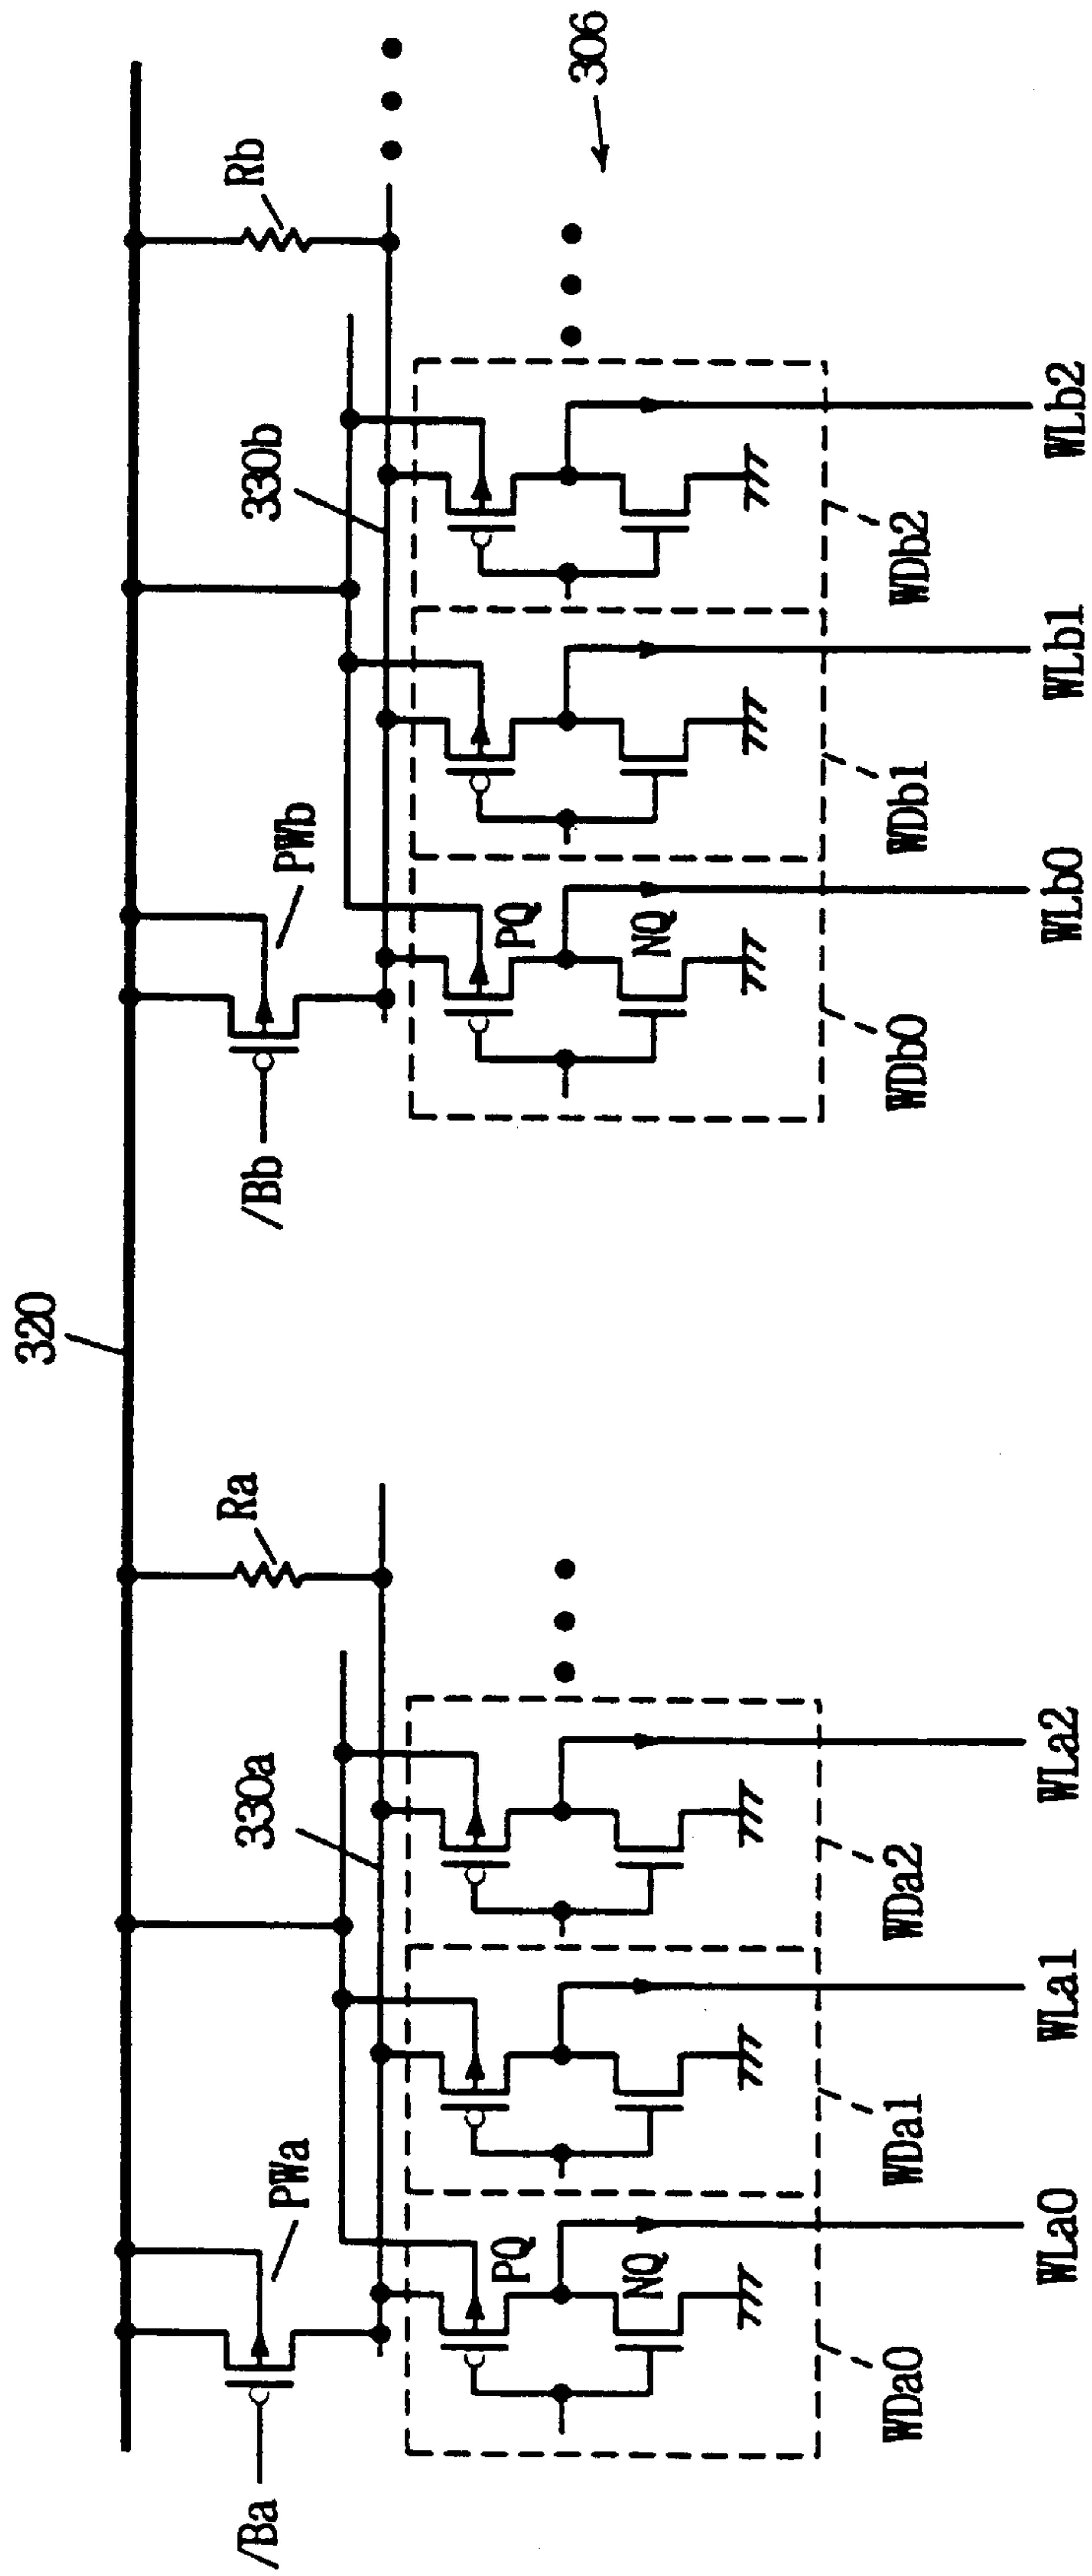 320
306
/Ba
PWa
330a
Ra
/Bb
PWb
330b
Rb
PQ
NQ
PQ
NQ
WDa0
WDa1
WDa2
WDb0
WDb1
WDb2
WLa0
WLa1
WLa2
WLb0
WLb1
WLb2